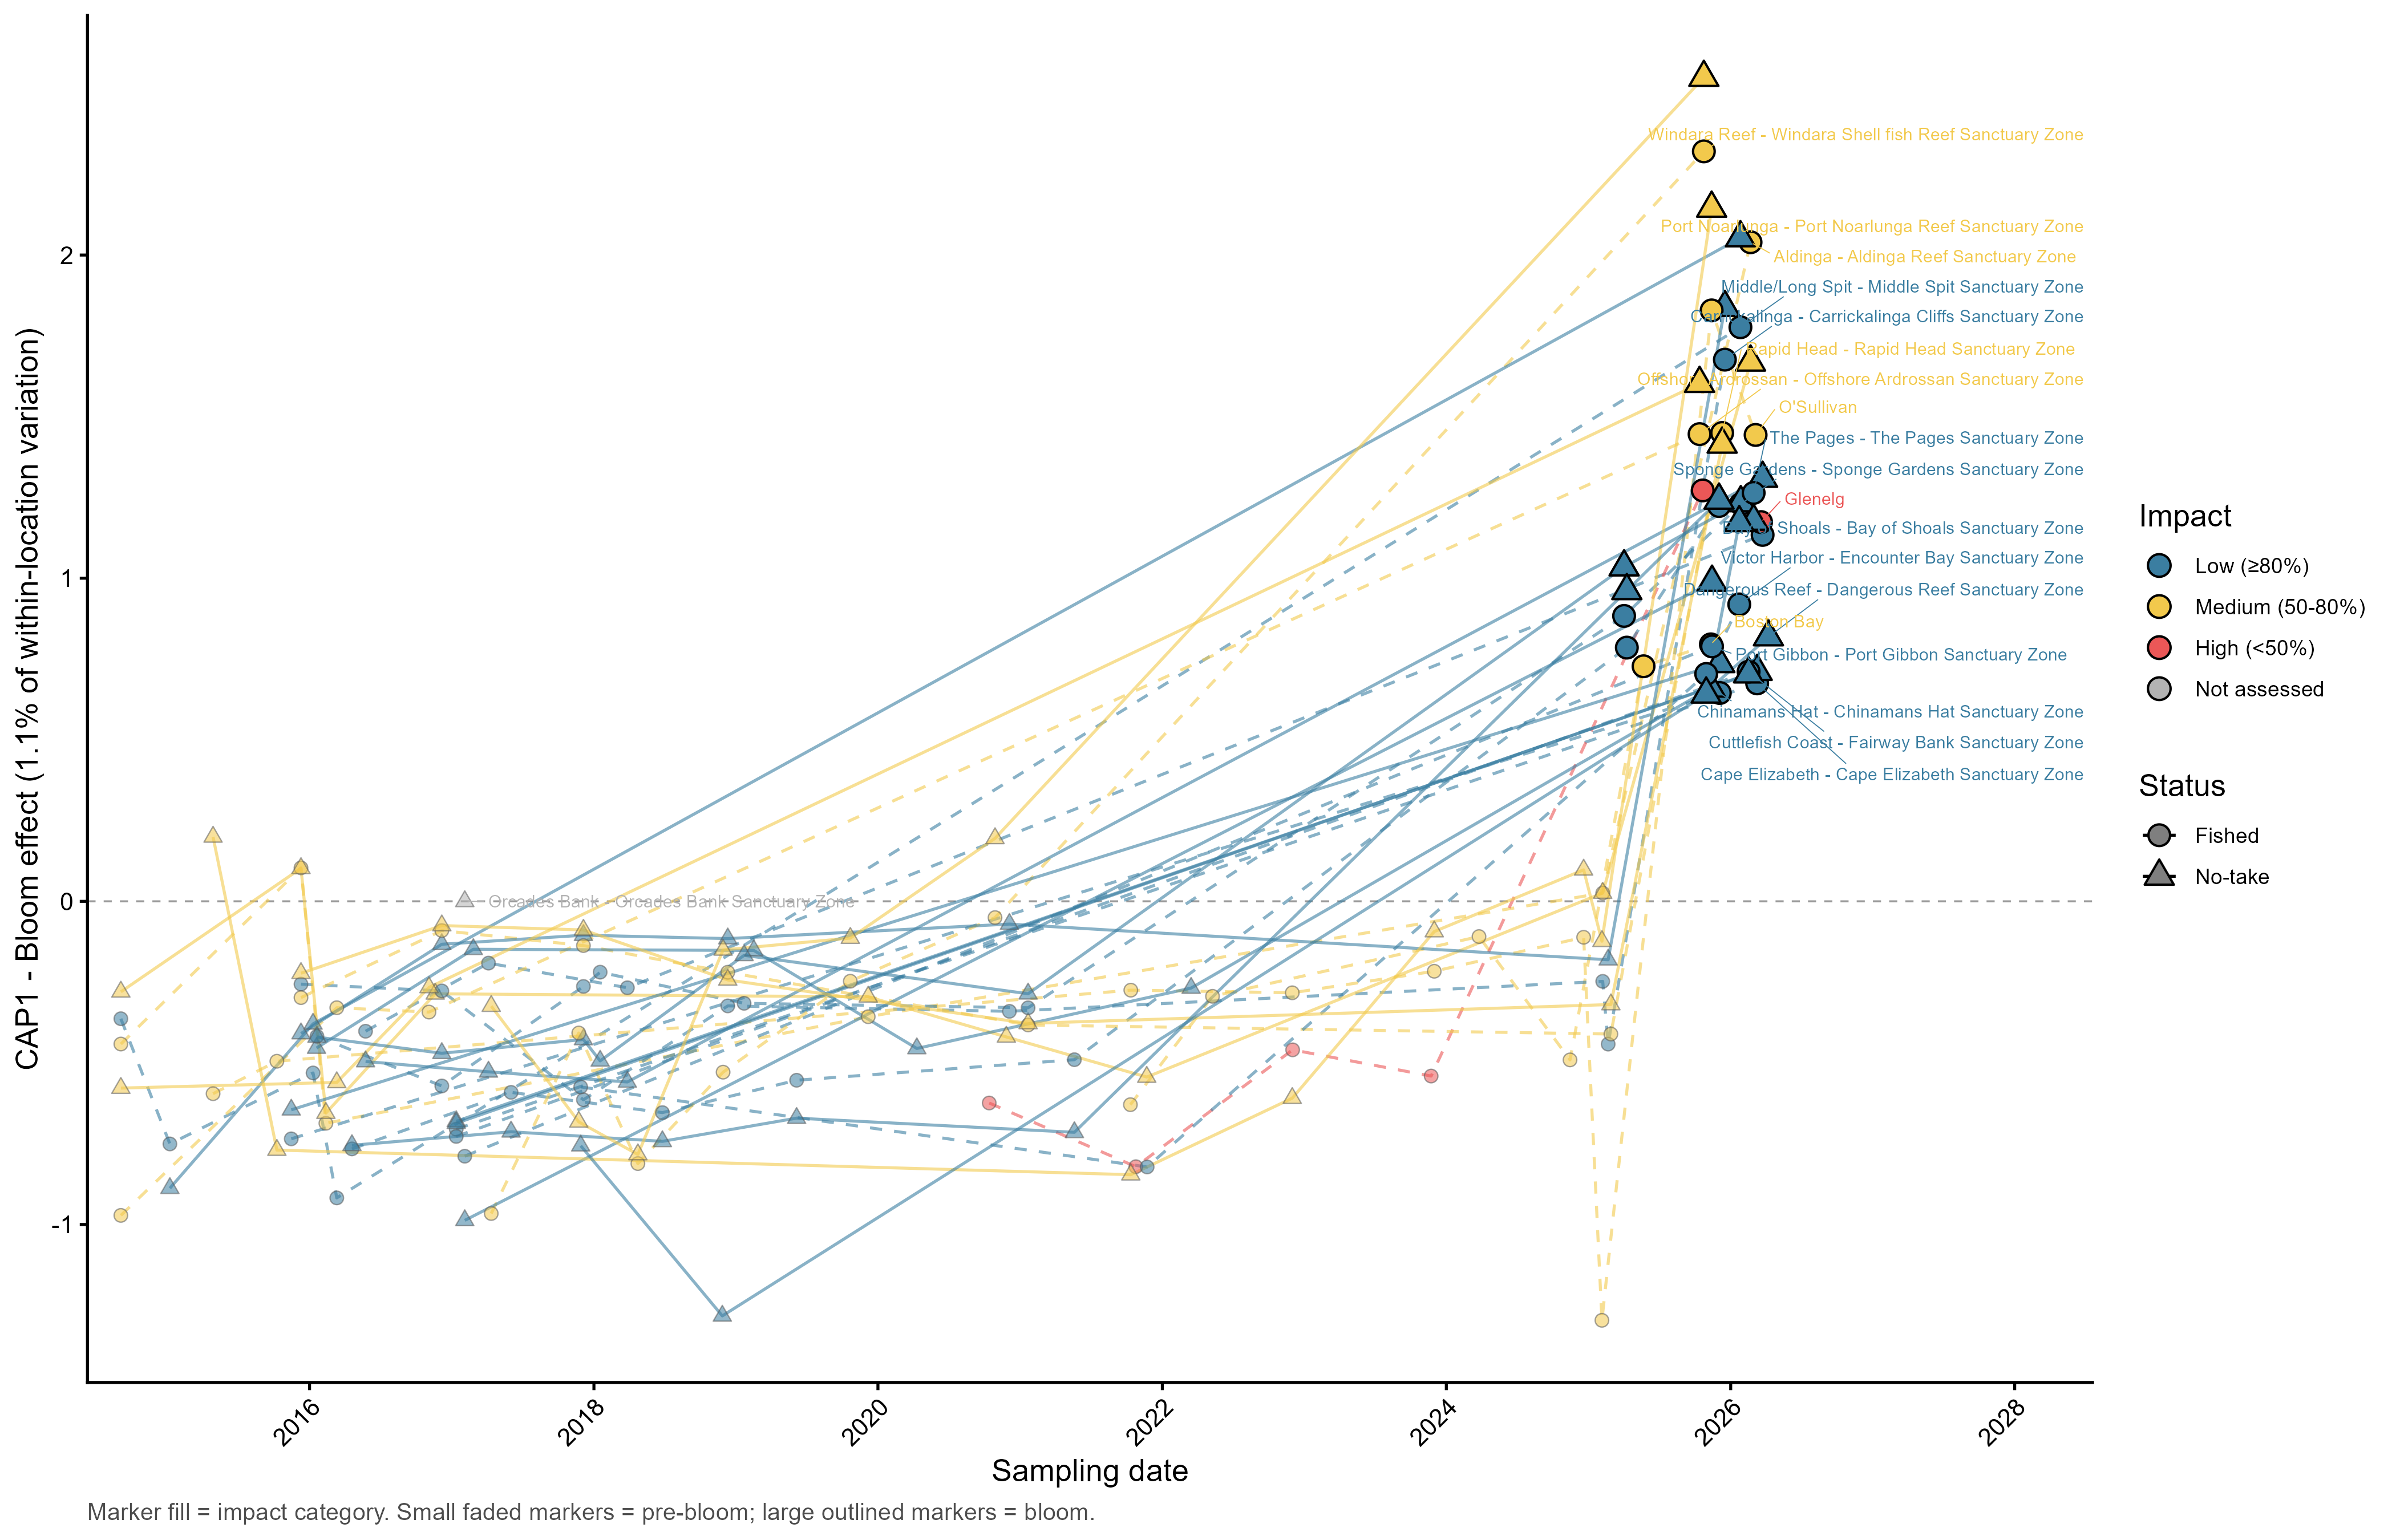 2
1
0
-1
CAP1 - Bloom effect (1.1% of within-location variation)
Windara Reef - Windara Shell fish Reef Sanctuary Zone
Port Noarlunga - Port Noarlunga Reef Sanctuary Zone
Aldinga - Aldinga Reef Sanctuary Zone
Middle/Long Spit - Middle Spit Sanctuary Zone
Carrickalinga - Carrickalinga Cliffs Sanctuary Zone
Rapid Head - Rapid Head Sanctuary Zone
Offshore Ardrossan - Offshore Ardrossan Sanctuary Zone
O'Sullivan
The Pages - The Pages Sanctuary Zone
Sponge Gardens - Sponge Gardens Sanctuary Zone
Glenelg
Bay of Shoals - Bay of Shoals Sanctuary Zone
Victor Harbor - Encounter Bay Sanctuary Zone
Dangerous Reef - Dangerous Reef Sanctuary Zone
Boston Bay
Port Gibbon - Port Gibbon Sanctuary Zone
Chinamans Hat - Chinamans Hat Sanctuary Zone
Cuttlefish Coast - Fairway Bank Sanctuary Zone
Cape Elizabeth - Cape Elizabeth Sanctuary Zone
Orcades Bank - Orcades Bank Sanctuary Zone
Impact
Low (≥80%)
Medium (50-80%)
High (<50%)
Not assessed
Status
Fished
No-take
2016
2018
2020
2022
2024
2026
2028
Sampling date
Marker fill = impact category. Small faded markers = pre-bloom; large outlined markers = bloom.